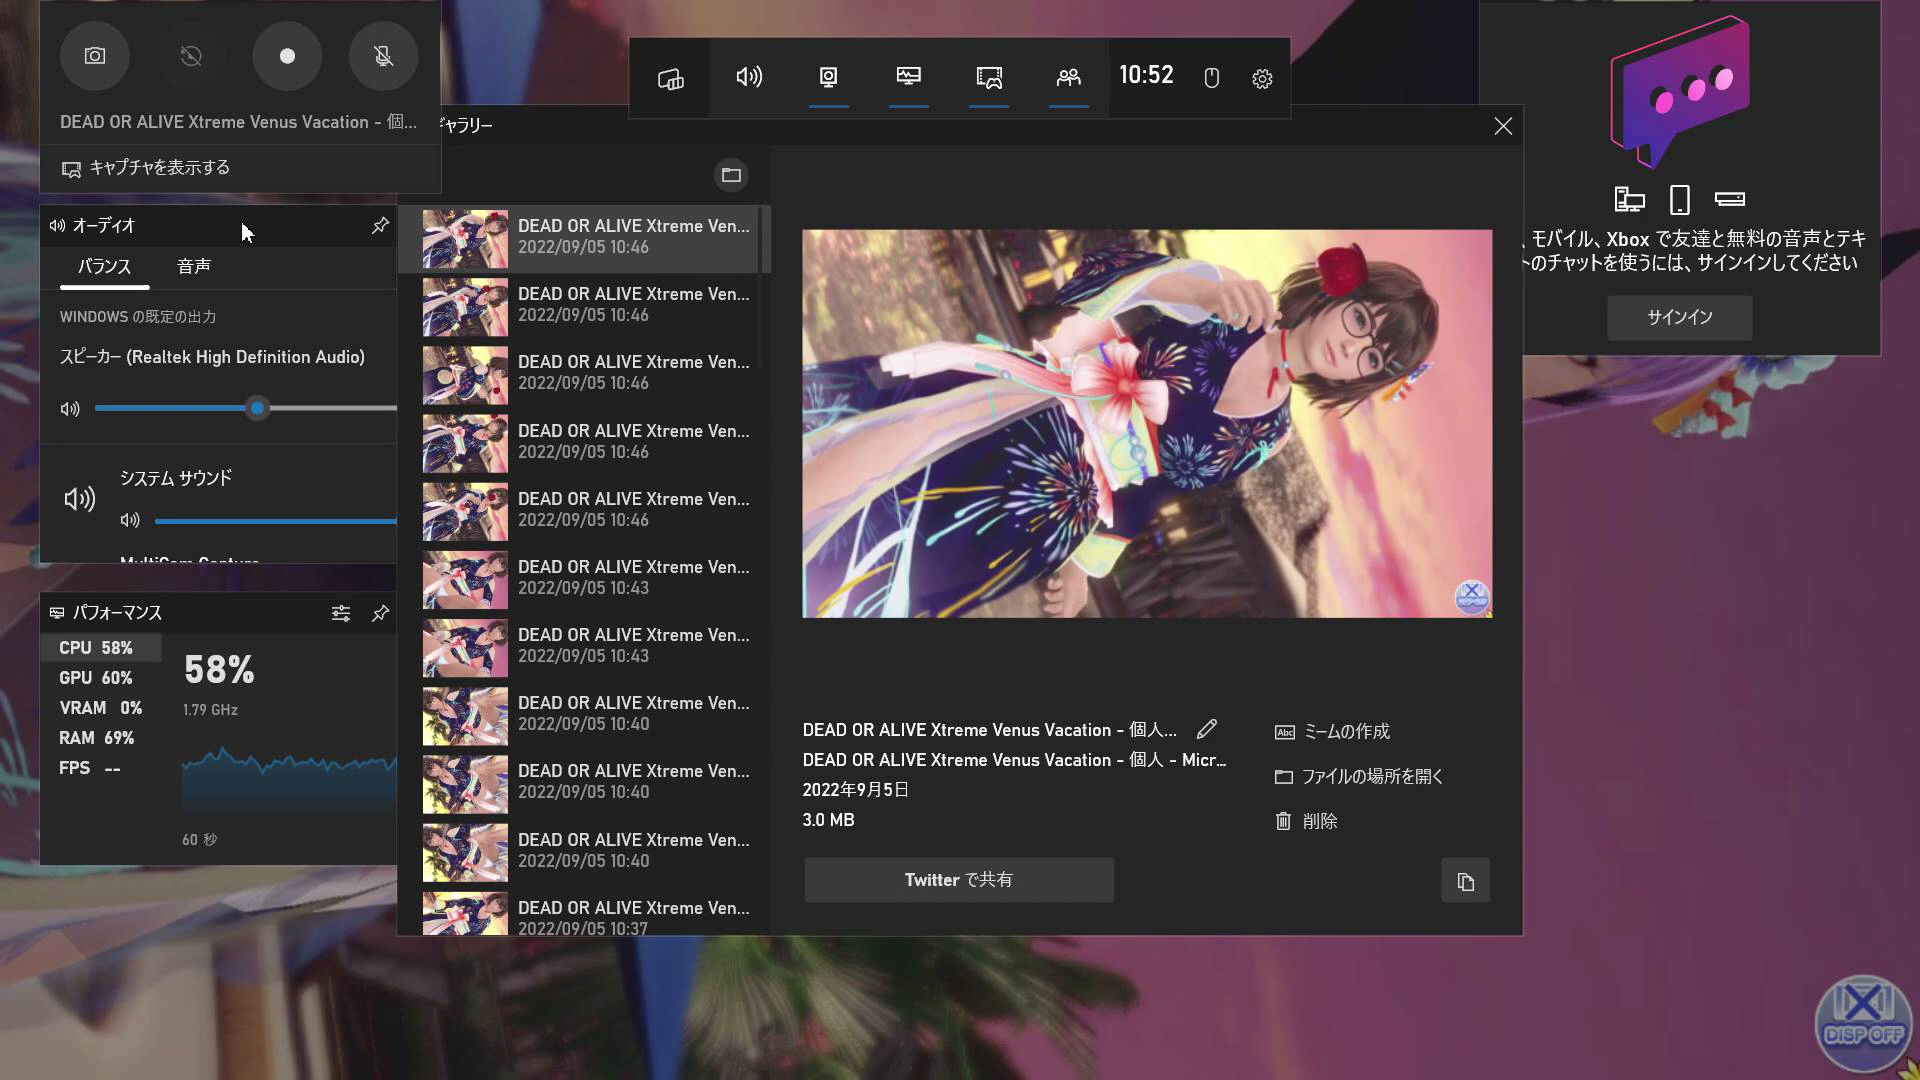 DEAD OR ALIVE Xtreme Venus Vacation - 個...
キャプチャを表示する
10:52
ギャラリー
オーディオ
バランス
音声
WINDOWS の既定の出力
スピーカー (Realtek High Definition Audio)
システム サウンド
MultiCam Capture
パフォーマンス
CPU 58%
GPU 60%
VRAM 0%
RAM 69%
FPS --
58%
1.79 GHz
60 秒
DEAD OR ALIVE Xtreme Ven...
2022/09/05 10:46
DEAD OR ALIVE Xtreme Ven...
2022/09/05 10:46
DEAD OR ALIVE Xtreme Ven...
2022/09/05 10:46
DEAD OR ALIVE Xtreme Ven...
2022/09/05 10:46
DEAD OR ALIVE Xtreme Ven...
2022/09/05 10:46
DEAD OR ALIVE Xtreme Ven...
2022/09/05 10:43
DEAD OR ALIVE Xtreme Ven...
2022/09/05 10:43
DEAD OR ALIVE Xtreme Ven...
2022/09/05 10:40
DEAD OR ALIVE Xtreme Ven...
2022/09/05 10:40
DEAD OR ALIVE Xtreme Ven...
2022/09/05 10:40
DEAD OR ALIVE Xtreme Ven...
2022/09/05 10:37
DEAD OR ALIVE Xtreme Venus Vacation - 個人...
DEAD OR ALIVE Xtreme Venus Vacation - 個人 - Micr...
2022年9月5日
3.0 MB
Abc ミームの作成
ファイルの場所を開く
削除
Twitter で共有
、モバイル、Xbox で友達と無料の音声とテキ
トのチャットを使うには、サインインしてください
サインイン
DISP OFF